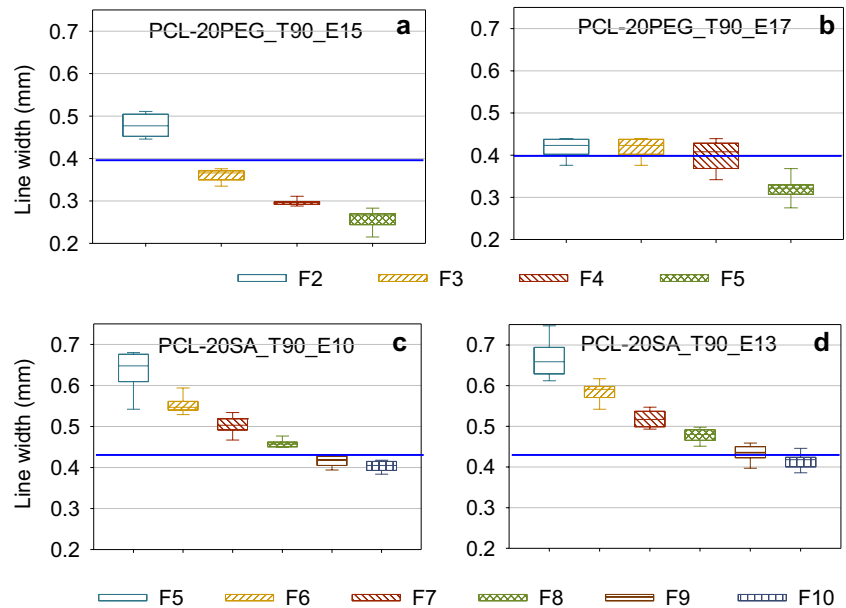 PCL-20PEG_T90_E15
a
PCL-20PEG_T90_E17
b
Line width (mm)
0.7
0.6
0.5
0.4
0.3
0.2
0.7
0.6
0.5
0.4
0.3
0.2
F2
F3
F4
F5
PCL-20SA_T90_E10
c
PCL-20SA_T90_E13
d
Line width (mm)
0.7
0.6
0.5
0.4
0.3
0.2
0.7
0.6
0.5
0.4
0.3
0.2
F5
F6
F7
F8
F9
F10